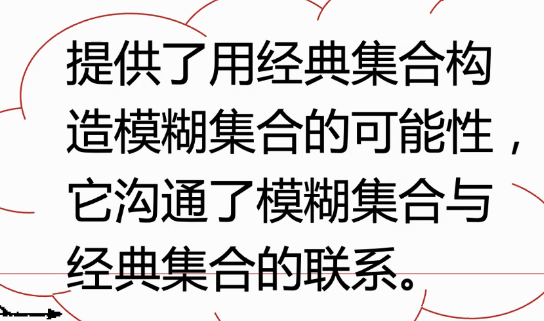 提供了用经典集合构
造模糊集合的可能性，
它沟通了模糊集合与
经典集合的联系。